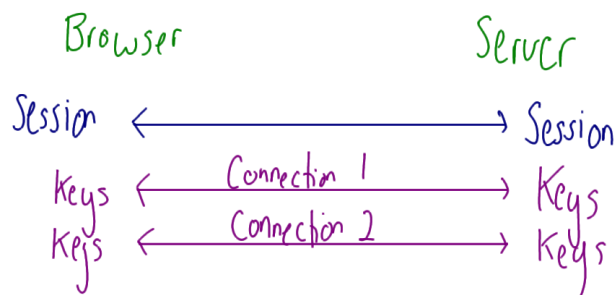 Browser Server
Session Session
Keys Connection 1 Keys
Keys Connection 2 Keys